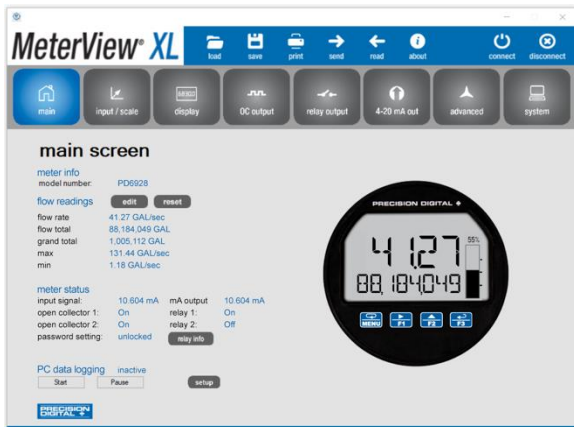 MeterView® XL
load save print send read about connect disconnect
main input / scale display OC output relay output 4-20 mA out advanced system
main screen
meter info
model number: PD6928
flow readings edit reset
flow rate 41.27 GAL/sec
flow total 88,184,049 GAL
grand total 1,005,112 GAL
max 131.44 GAL/sec
min 1.18 GAL/sec
meter status
input signal: 10.604 mA mA output 10.604 mA
open collector 1: On relay 1: On
open collector 2: On relay 2: Off
password setting: unlocked relay info
PC data logging inactive
Start Pause setup
PRECISION
DIGITAL +
PRECISION DIGITAL +
55%
41.27
88,184,049
MENU F1 F2 F3